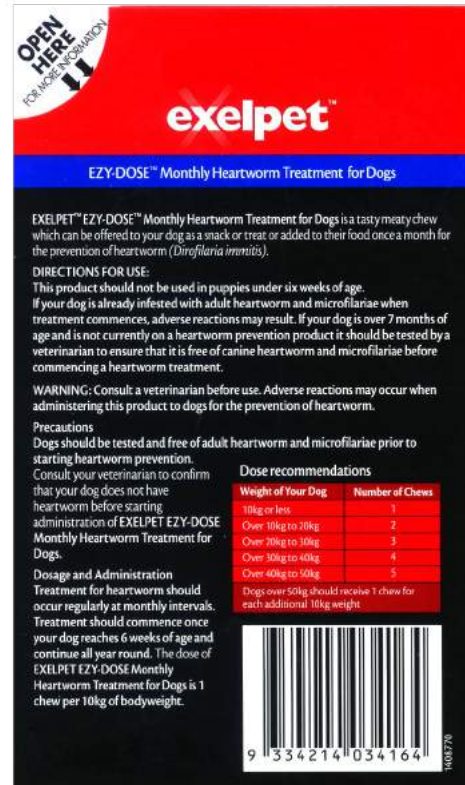 OPEN
HERE
FOR MORE INFORMATION
exelpet™
EZY-DOSE™ Monthly Heartworm Treatment for Dogs
EXELPET™ EZY-DOSE™ Monthly Heartworm Treatment for Dogs is a tasty meaty chew
which can be offered to your dog as a snack or treat or added to their food once a month for
the prevention of heartworm (Dirofilaria immitis).
DIRECTIONS FOR USE:
This product should not be used in puppies under six weeks of age.
If your dog is already infested with adult heartworm and microfilariae when
treatment commences, adverse reactions may result. If your dog is over 7 months of
age and is not currently on a heartworm prevention product it should be tested by a
veterinarian to ensure that it is free of canine heartworm and microfilariae before
commencing a heartworm treatment.
WARNING: Consult a veterinarian before use. Adverse reactions may occur when
administering this product to dogs for the prevention of heartworm.
Precautions
Dogs should be tested and free of adult heartworm and microfilariae prior to
starting heartworm prevention.
Consult your veterinarian to confirm
that your dog does not have
heartworm before starting
administration of EXELPET EZY-DOSE
Monthly Heartworm Treatment for
Dogs.
Dosage and Administration
Treatment for heartworm should
occur regularly at monthly intervals.
Treatment should commence once
your dog reaches 6 weeks of age and
continue all year round. The dose of
EXELPET EZY-DOSE Monthly
Heartworm Treatment for Dogs is 1
chew per 10kg of bodyweight.
Dose recommendations
Weight of Your Dog Number of Chews
10kg or less 1
Over 10kg to 20kg 2
Over 20kg to 30kg 3
Over 30kg to 40kg 4
Over 40kg to 50kg 5
Dogs over 50kg should receive 1 chew for
each additional 10kg weight
9 334214 034164
1408770